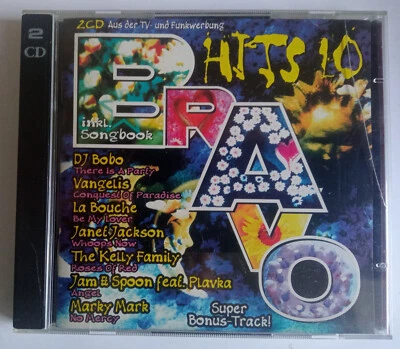 2
CD
2CD Aus der TV- und Funkwerbung
HITS 10
BRAVO
inkl.
Songbook
DJ Bobo
There Is A Party
Vangelis
Conquest Of Paradise
La Bouche
Be My Lover
Janet Jackson
Whoops Now
The Kelly Family
Roses Of Red
Jam & Spoon feat. Plavka
Angel
Marky Mark
No Mercy
Super
Bonus-Track!